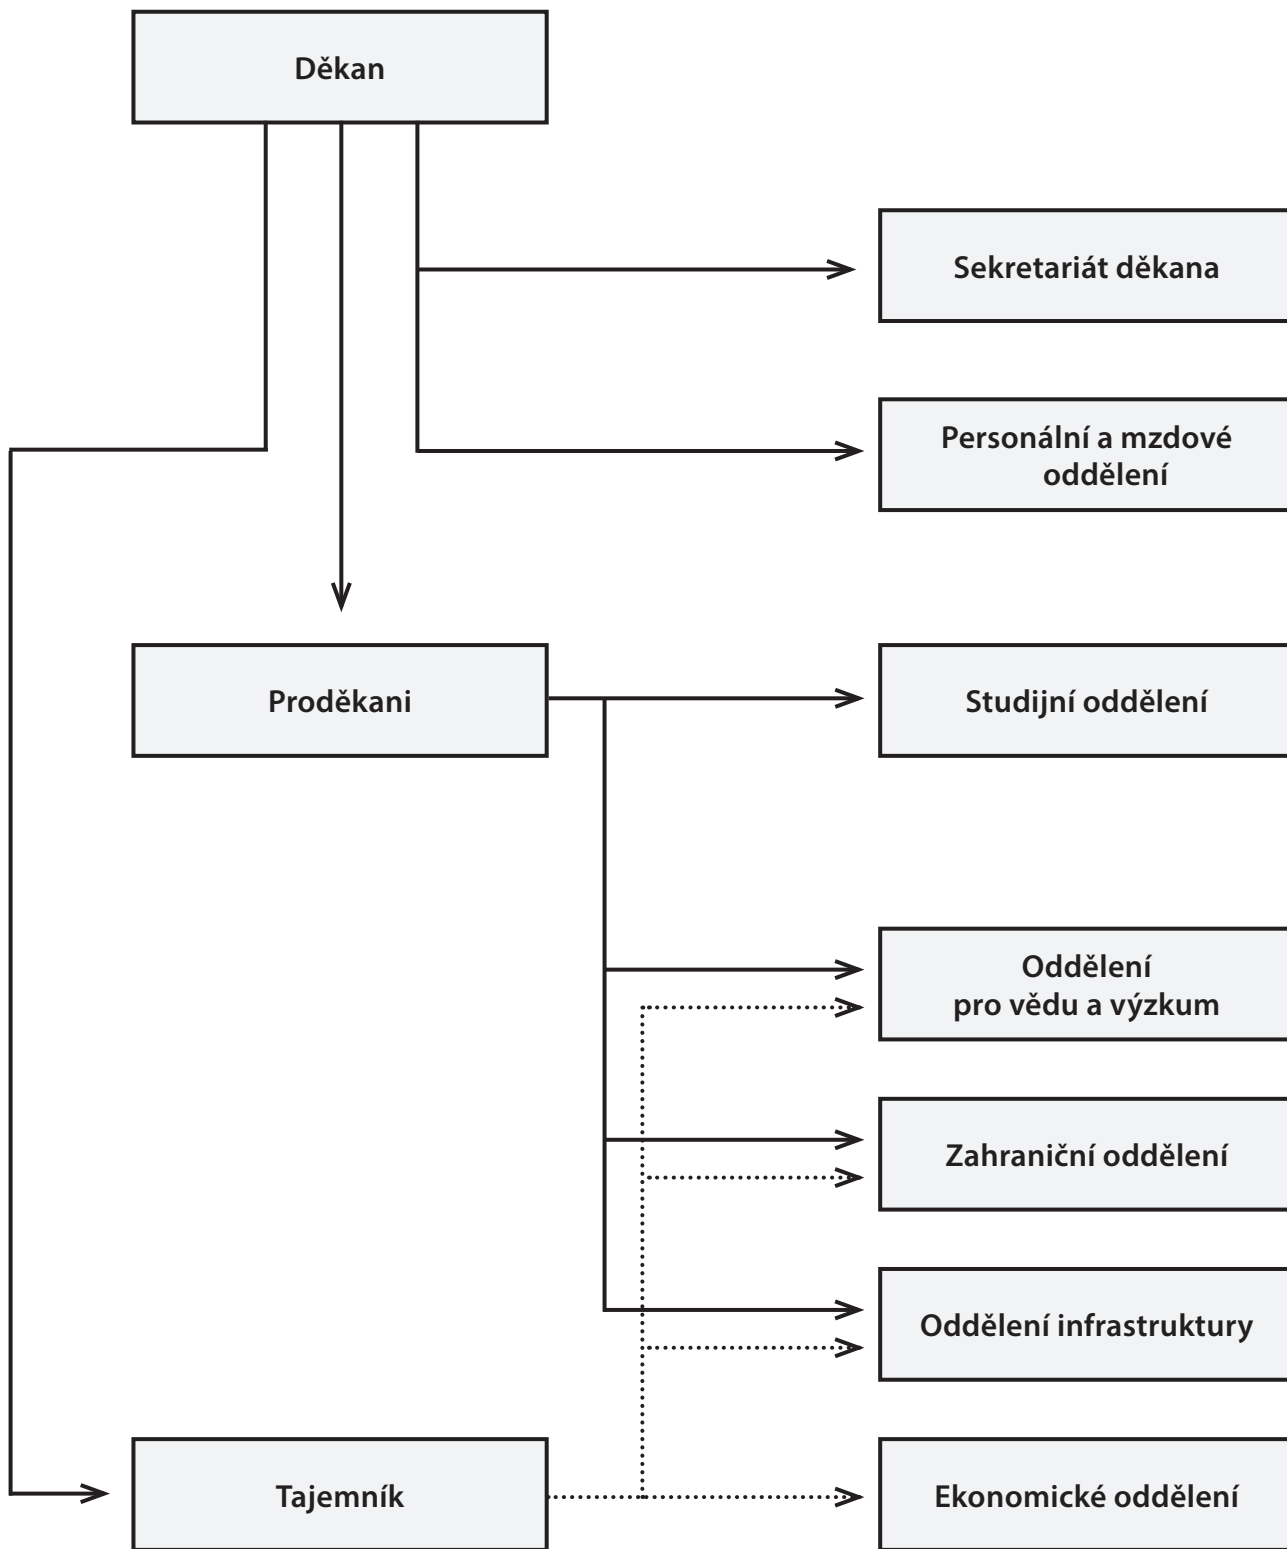 Děkan
Sekretariát děkana
Personální a mzdové
oddělení
Proděkani
Studijní oddělení
Oddělení
pro vědu a výzkum
Zahraniční oddělení
Oddělení infrastruktury
Tajemník
Ekonomické oddělení